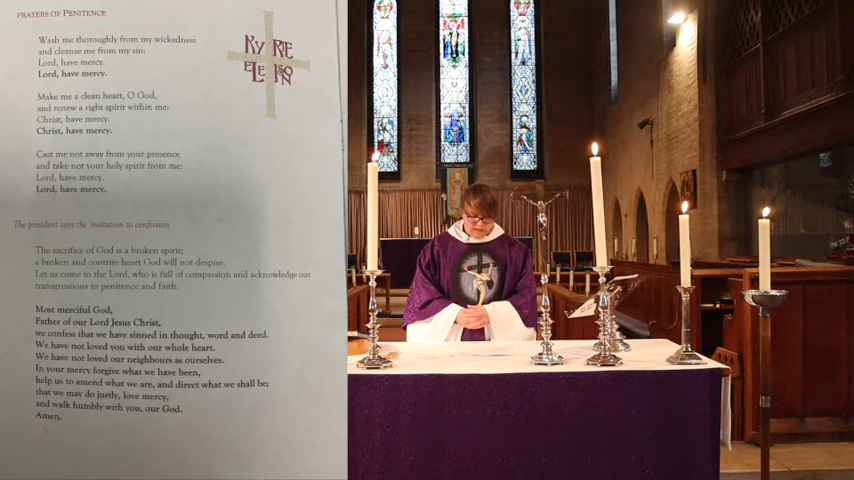 PRAYERS OF PENITENCE
KYRIE
ELEISON
Wash me thoroughly from my wickedness
and cleanse me from my sin:
Lord, have mercy.
Lord, have mercy.
Make me a clean heart, O God,
and renew a right spirit within me:
Christ, have mercy.
Christ, have mercy.
Cast me not away from your presence
and take not your holy spirit from me:
Lord, have mercy.
Lord, have mercy.
The president says the invitation to confession
The sacrifice of God is a broken spirit;
a broken and contrite heart God will not despise.
Let us come to the Lord, who is full of compassion and acknowledge our
transgressions in penitence and faith.
Most merciful God,
Father of our Lord Jesus Christ,
we confess that we have sinned in thought, word and deed.
We have not loved you with our whole heart.
We have not loved our neighbours as ourselves.
In your mercy forgive what we have been,
help us to amend what we are, and direct what we shall be;
that we may do justly, love mercy,
and walk humbly with you, our God.
Amen.